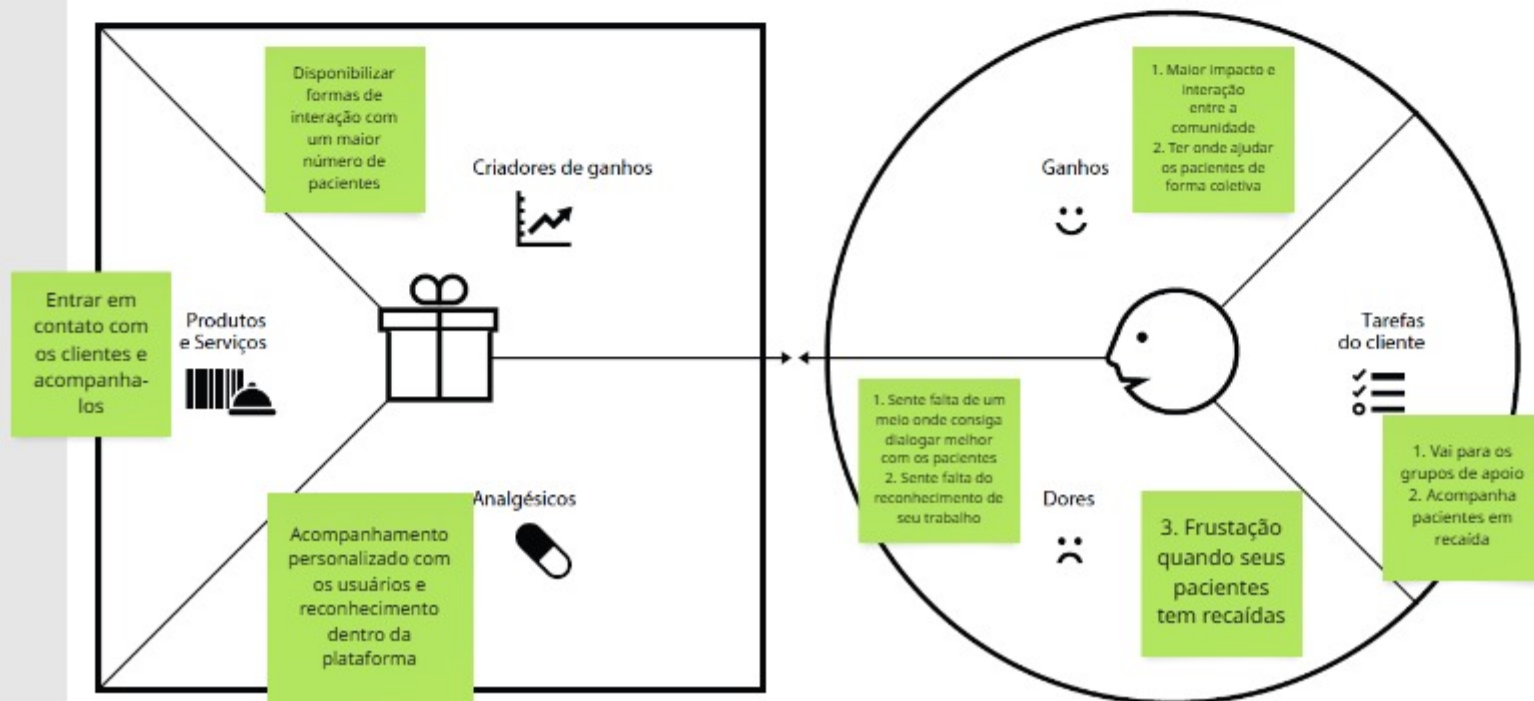 Disponibilizar
formas de
interação com
um maior
número de
pacientes
Criadores de ganhos
Entrar em
contato com
os clientes e
acompanha-
los
Produtos
e Serviços
Analgésicos
Acompanhamento
personalizado com
os usuários e
reconhecimento
dentro da
plataforma
1. Maior impacto e
interação
entre a
comunidade
2. Ter onde ajudar
os pacientes de
forma coletiva
Ganhos
Tarefas
do cliente
1. Vai para os
grupos de apoio
2. Acompanha
pacientes em
recaída
1. Sente falta de um
meio onde consiga
dialogar melhor
com os pacientes
2. Sente falta do
reconhecimento de
seu trabalho
Dores
3. Frustação
quando seus
pacientes
tem recaídas